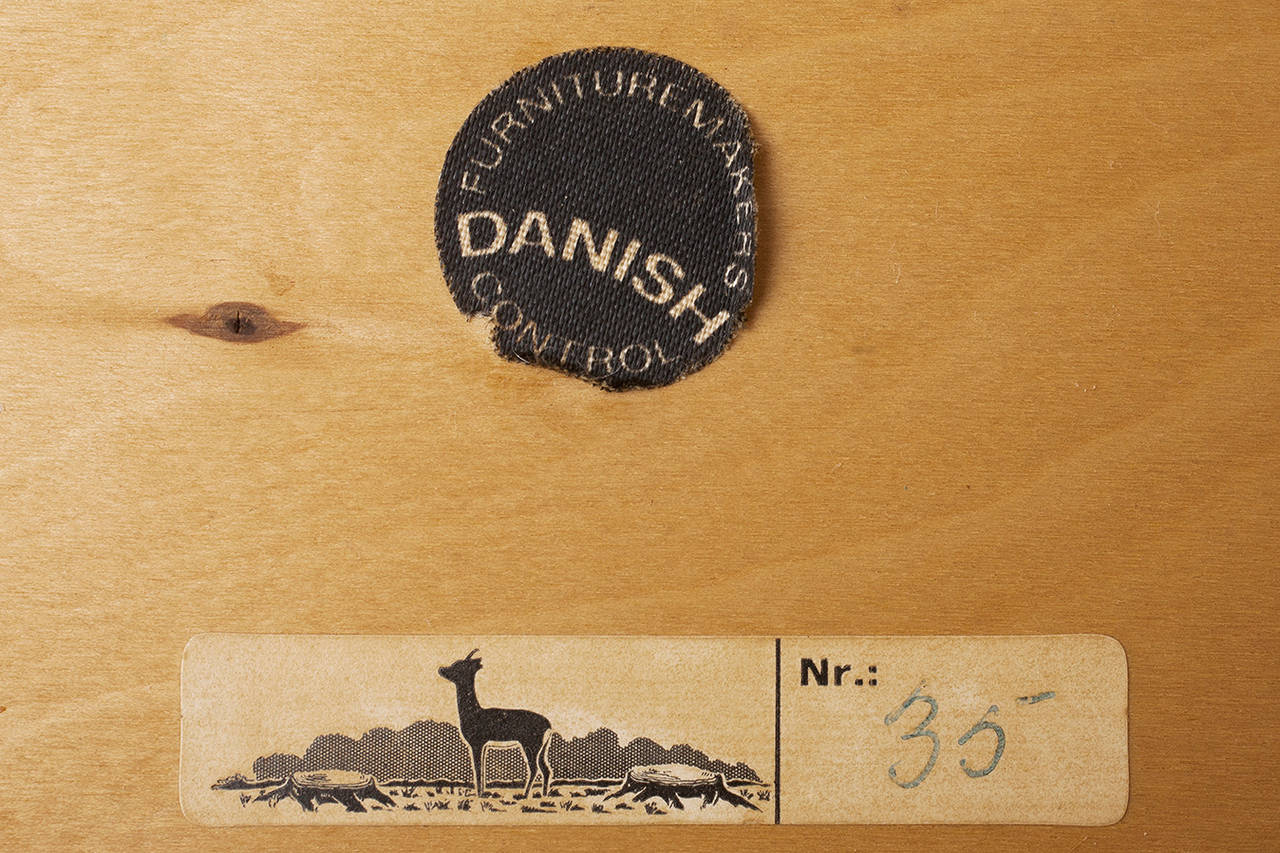 FURNITUREMAKERS
DANISH
CONTROL
Nr.:
35